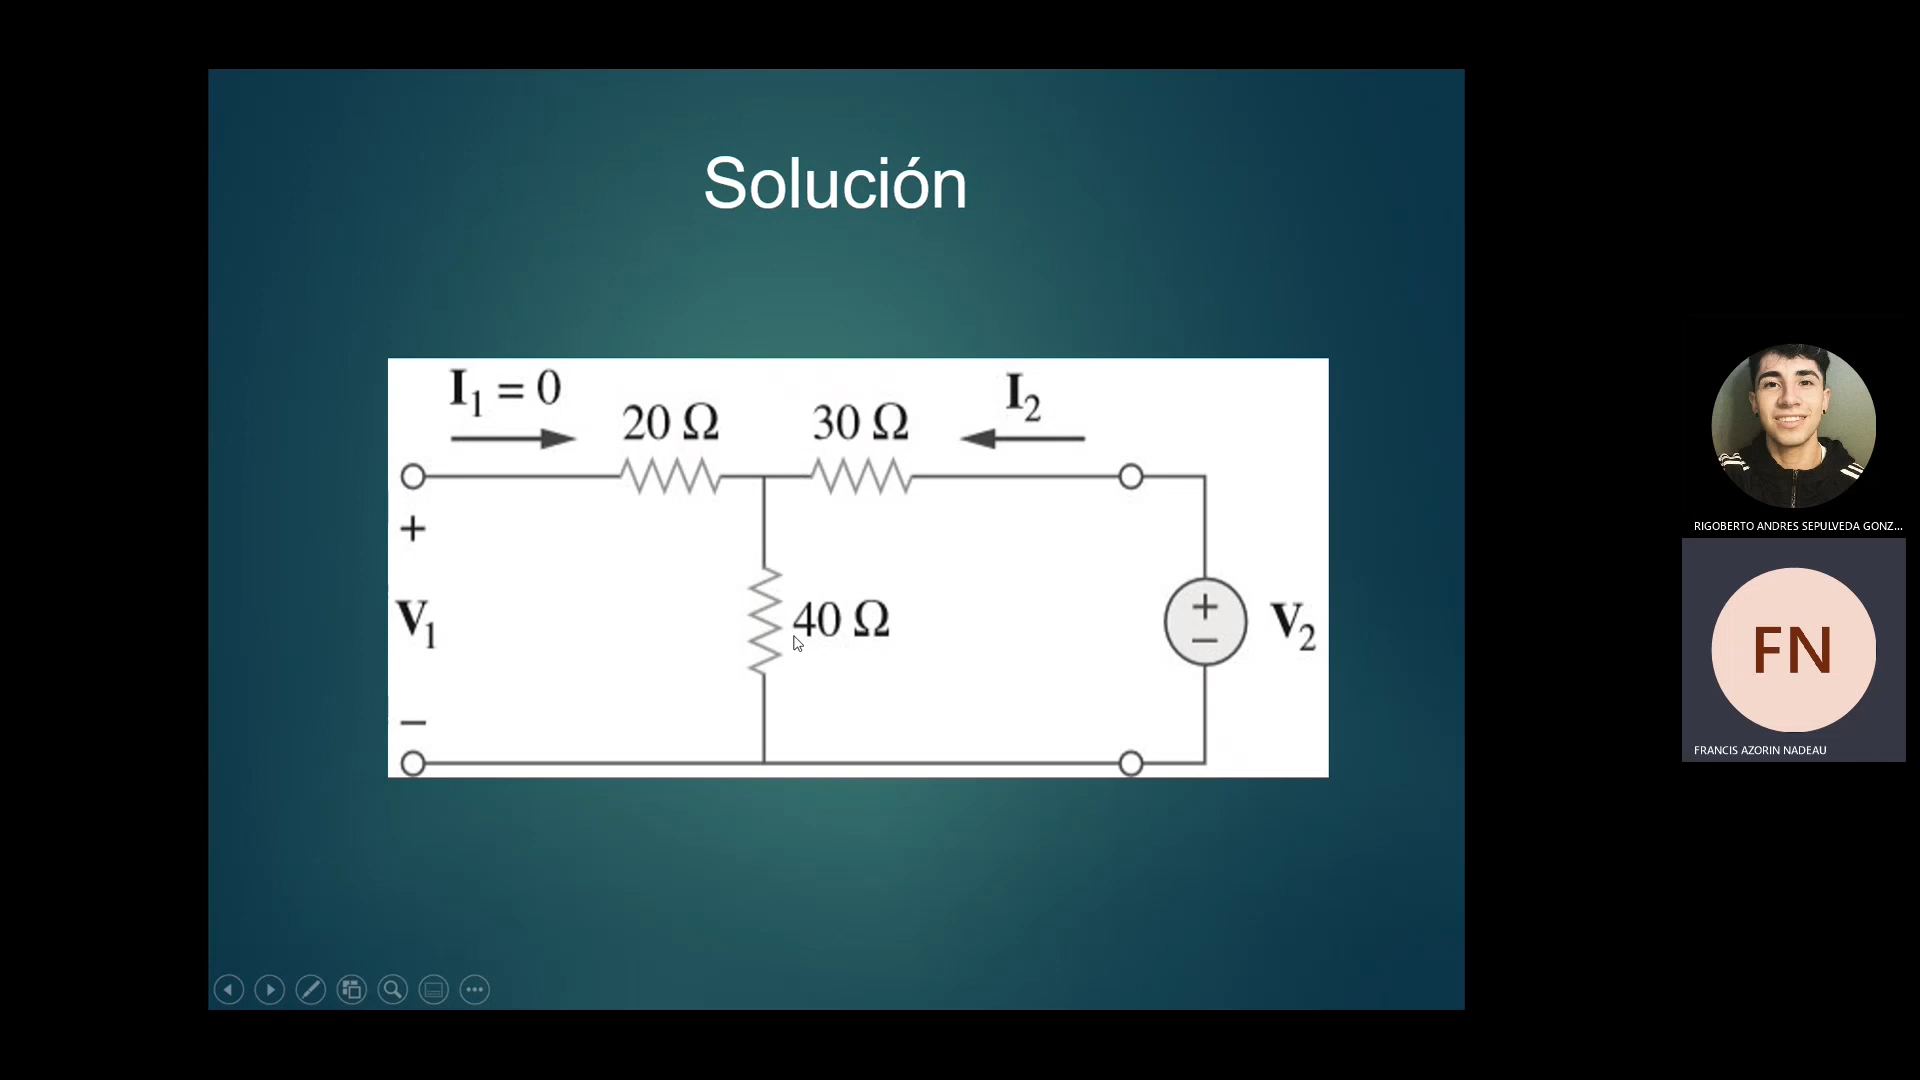 Solución
I1 = 0
20 Ω
30 Ω
I2
+
V1
−
40 Ω
+
−
V2
RIGOBERTO ANDRES SEPULVEDA GONZ...
FN
FRANCIS AZORIN NADEAU